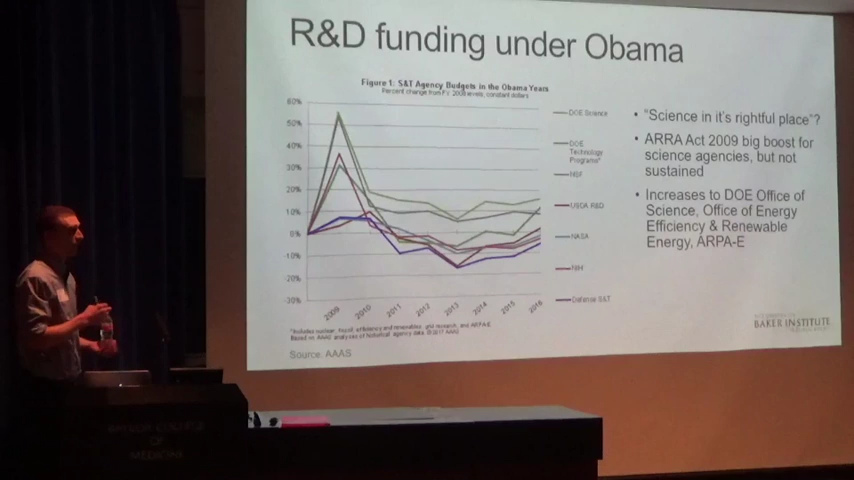 R&D funding under Obama
Figure 1: S&T Agency Budgets in the Obama Years
Percent change from FY 2008 levels, constant dollars
60%
50%
40%
30%
20%
10%
0%
-10%
-20%
-30%
2009
2010
2011
2012
2013
2014
2015
2016
DOE Science
DOE
Technology
Programs*
NSF
USDA R&D
NASA
NIH
Defense S&T
*Includes nuclear, fossil, efficiency and renewables, grid research, and ARPA-E
Based on AAAS analyses of historical agency data. © 2017 AAAS
Source: AAAS
• "Science in it's rightful place"?
• ARRA Act 2009 big boost for
science agencies, but not
sustained
• Increases to DOE Office of
Science, Office of Energy
Efficiency & Renewable
Energy, ARPA-E
BAKER INSTITUTE
BAYLOR COLLEGE
OF
MEDICINE